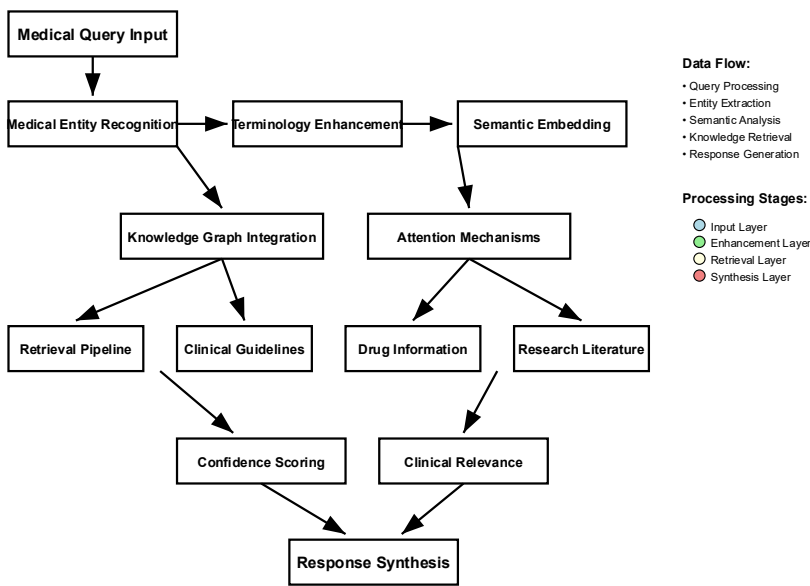 Medical Query Input
Medical Entity Recognition
Terminology Enhancement
Semantic Embedding
Knowledge Graph Integration
Attention Mechanisms
Retrieval Pipeline
Clinical Guidelines
Drug Information
Research Literature
Confidence Scoring
Clinical Relevance
Response Synthesis
Data Flow:
• Query Processing
• Entity Extraction
• Semantic Analysis
• Knowledge Retrieval
• Response Generation
Processing Stages:
Input Layer
Enhancement Layer
Retrieval Layer
Synthesis Layer